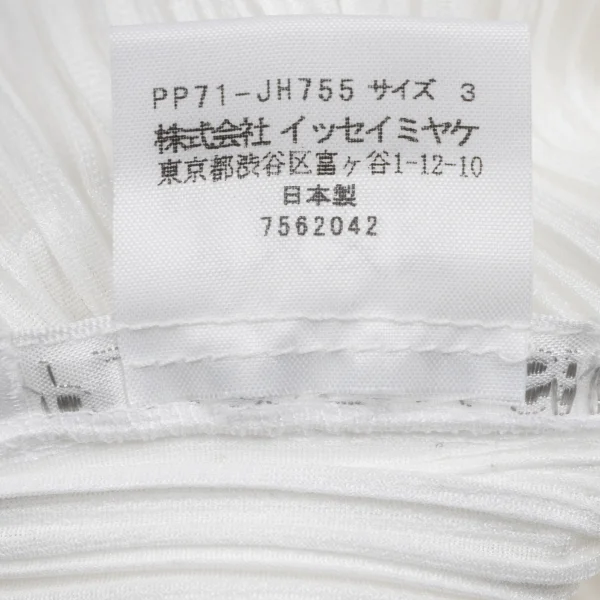 PP71-JH755 サイズ 3
株式会社 イッセイミヤケ
東京都渋谷区富ヶ谷1-12-10
日本製
7562042